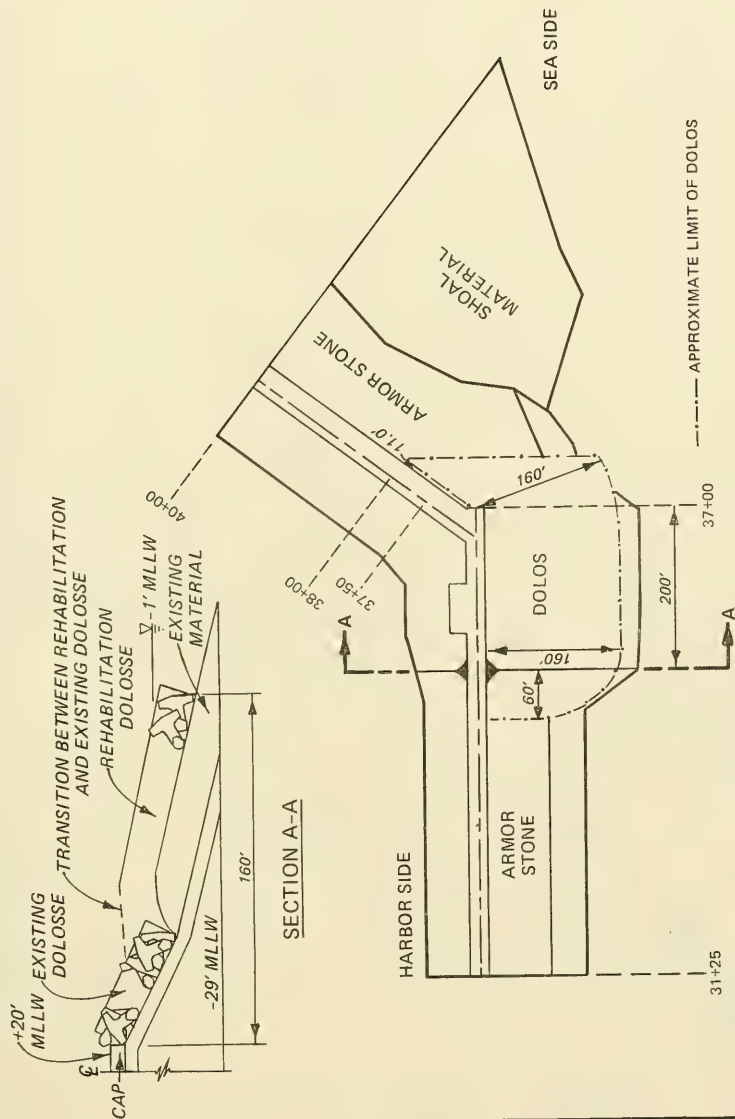 +20'
MLLW
EXISTING
DOLOSSE
TRANSITION BETWEEN REHABILITATION
AND EXISTING DOLOSSE
REHABILITATION
DOLOSSE
-1' MLLW
EXISTING
MATERIAL
℄
CAP
-29' MLLW
160'
SECTION A-A
40+00
38+00
37+50
11.0'
ARMOR STONE
SHOAL
MATERIAL
SEA SIDE
HARBOR SIDE
A
A
160'
60'
DOLOS
160'
200'
ARMOR
STONE
31+25
37+00
APPROXIMATE LIMIT OF DOLOS